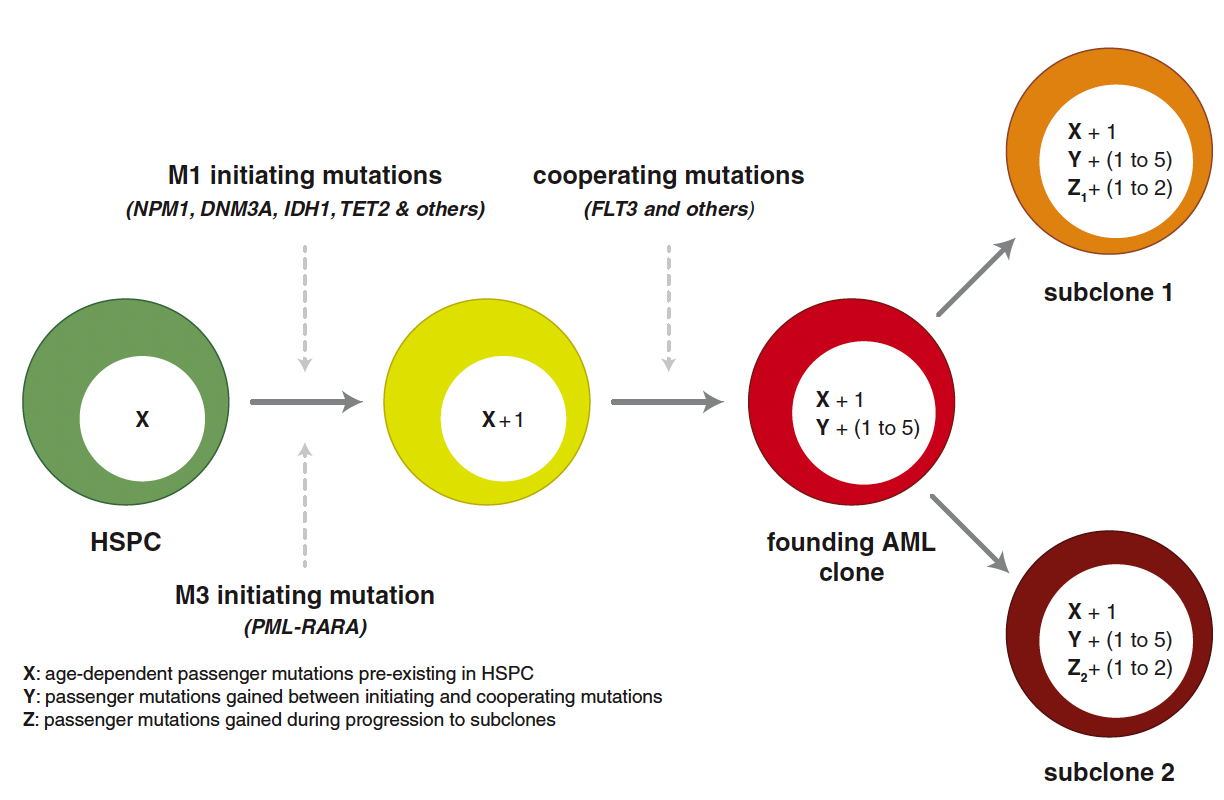 M1 initiating mutations
(NPM1, DNM3A, IDH1, TET2 & others)
cooperating mutations
(FLT3 and others)
X
HSPC
X + 1
X + 1
Y + (1 to 5)
founding AML
clone
X + 1
Y + (1 to 5)
Z1 + (1 to 2)
subclone 1
X + 1
Y + (1 to 5)
Z2 + (1 to 2)
subclone 2
M3 initiating mutation
(PML-RARA)
X: age-dependent passenger mutations pre-existing in HSPC
Y: passenger mutations gained between initiating and cooperating mutations
Z: passenger mutations gained during progression to subclones